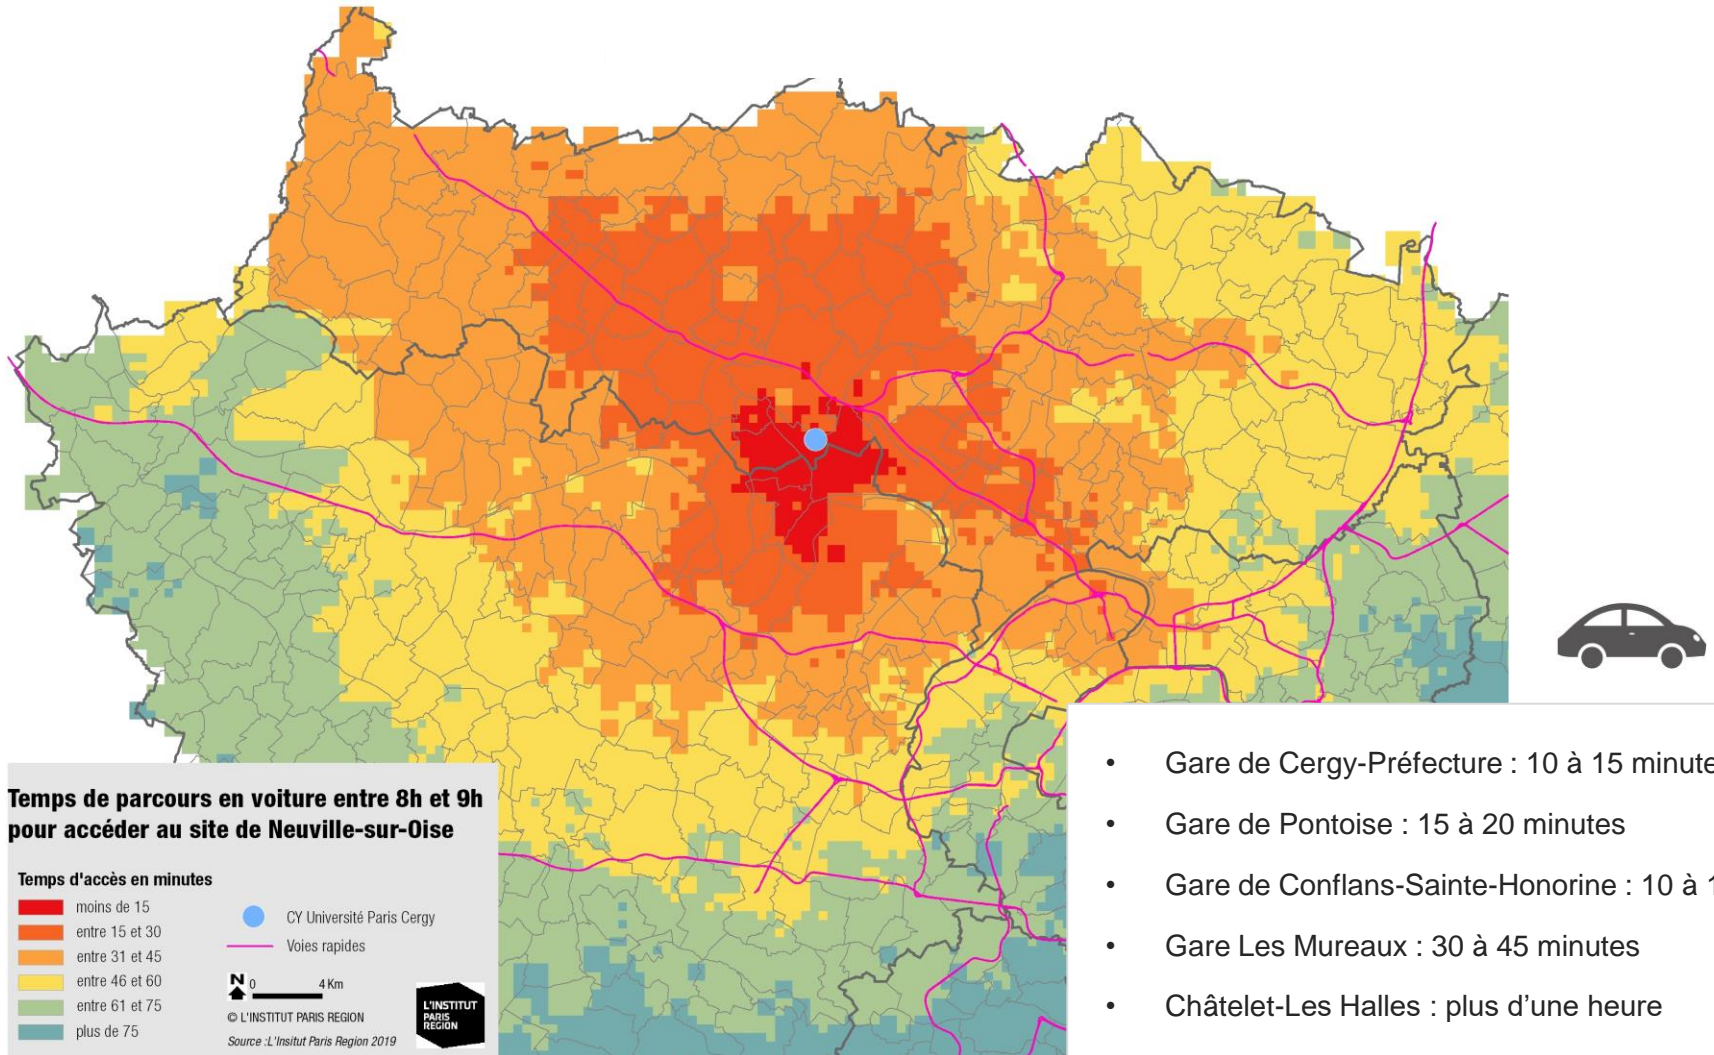 Temps de parcours en voiture entre 8h et 9h
pour accéder au site de Neuville-sur-Oise
Temps d'accès en minutes
moins de 15
entre 15 et 30
entre 31 et 45
entre 46 et 60
entre 61 et 75
plus de 75
CY Université Paris Cergy
Voies rapides
N 0 4 Km
© L'INSTITUT PARIS REGION
Source :L'Insitut Paris Region 2019
L'INSTITUT
PARIS
REGION
• Gare de Cergy-Préfecture : 10 à 15 minute
• Gare de Pontoise : 15 à 20 minutes
• Gare de Conflans-Sainte-Honorine : 10 à 1
• Gare Les Mureaux : 30 à 45 minutes
• Châtelet-Les Halles : plus d’une heure